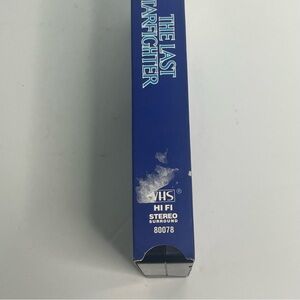 THE LAST
STARFIGHTER
VHS®
HI FI
STEREO
SURROUND
80078